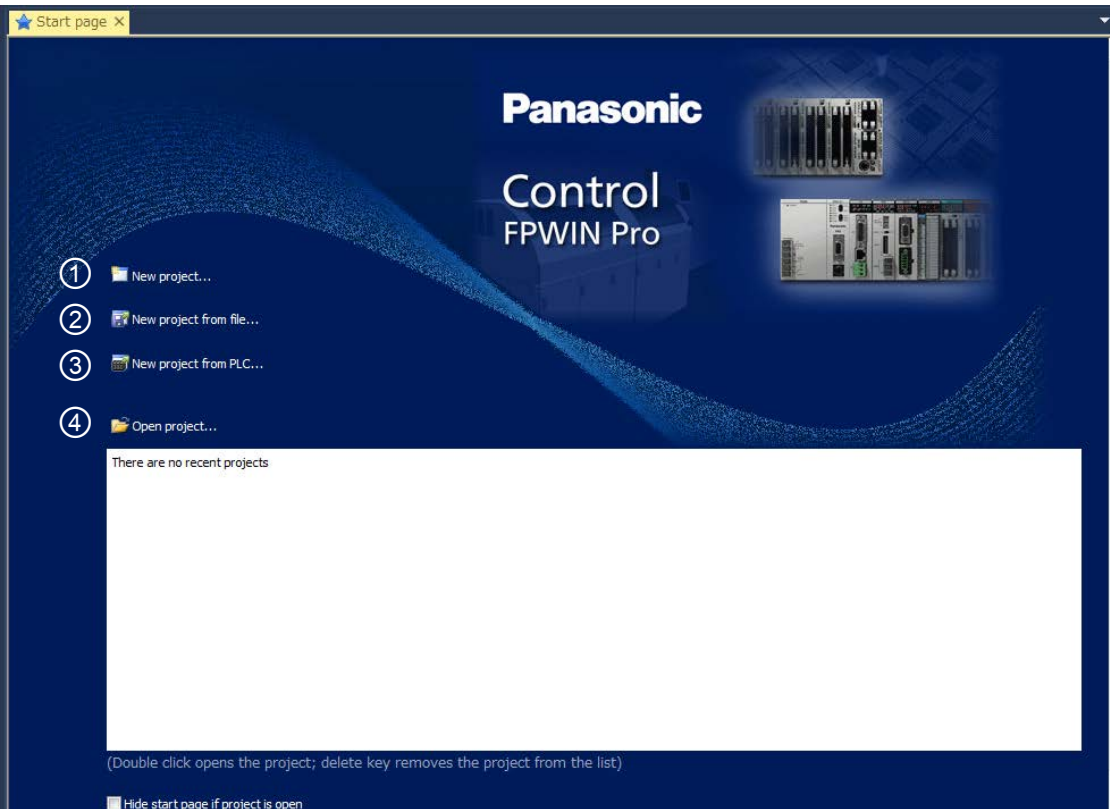 Start page
Panasonic
Control
FPWIN Pro
① New project...
② New project from file...
③ New project from PLC...
④ Open project...
There are no recent projects
(Double click opens the project; delete key removes the project from the list)
Hide start page if project is open